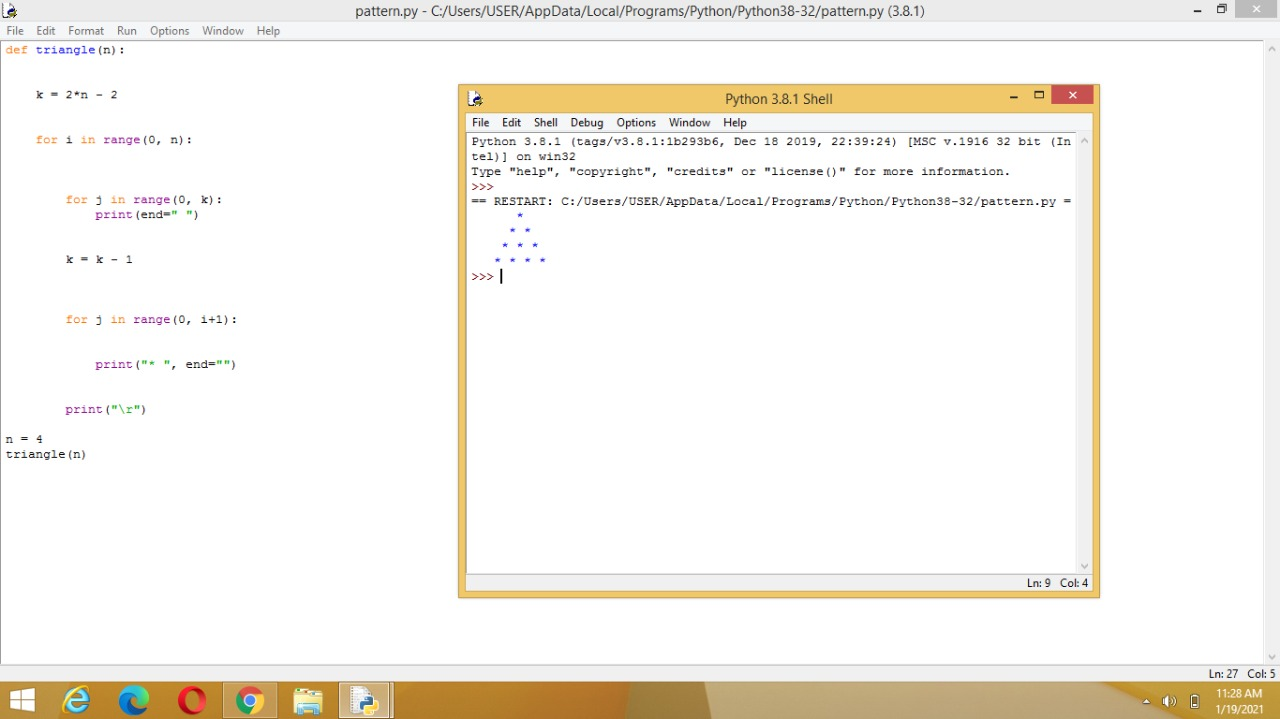 pattern.py - C:/Users/USER/AppData/Local/Programs/Python/Python38-32/pattern.py (3.8.1)
File Edit Format Run Options Window Help
def triangle(n):
    k = 2*n - 2
    for i in range(0, n):
        for j in range(0, k):
            print(end=" ")
        k = k - 1
        for j in range(0, i+1):
            print("* ", end="")
        print("\r")
n = 4
triangle(n)
Python 3.8.1 Shell
File Edit Shell Debug Options Window Help
Python 3.8.1 (tags/v3.8.1:1b293b6, Dec 18 2019, 22:39:24) [MSC v.1916 32 bit (In
tel)] on win32
Type "help", "copyright", "credits" or "license()" for more information.
>>>
== RESTART: C:/Users/USER/AppData/Local/Programs/Python/Python38-32/pattern.py =
      *
     * *
    * * *
   * * * *
>>>
Ln: 9 Col: 4
Ln: 27 Col: 5
11:28 AM
1/19/2021